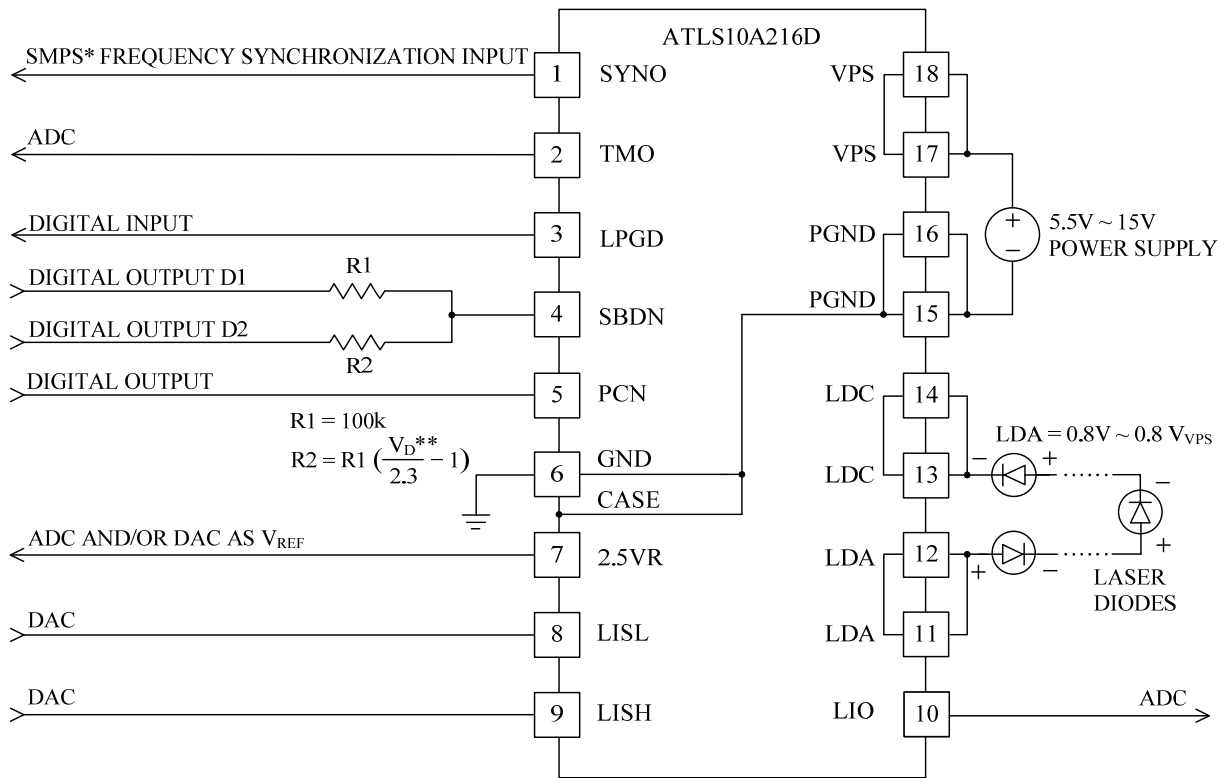 ATLS10A216D
SMPS* FREQUENCY SYNCHRONIZATION INPUT
1 SYNO
VPS 18
ADC
2 TMO
VPS 17
DIGITAL INPUT
3 LPGD
PGND 16
+
−
5.5V ~ 15V
POWER SUPPLY
DIGITAL OUTPUT D1
R1
4 SBDN
PGND 15
DIGITAL OUTPUT D2
R2
DIGITAL OUTPUT
5 PCN
LDC 14
R1 = 100k
R2 = R1 (V_D**/2.3 − 1)
LDA = 0.8V ~ 0.8 V_VPS
6 GND
CASE
LDC 13
− +
−
+
ADC AND/OR DAC AS V_REF
7 2.5VR
LDA 12
+ −
LASER
DIODES
DAC
8 LISL
LDA 11
DAC
9 LISH
LIO 10
ADC